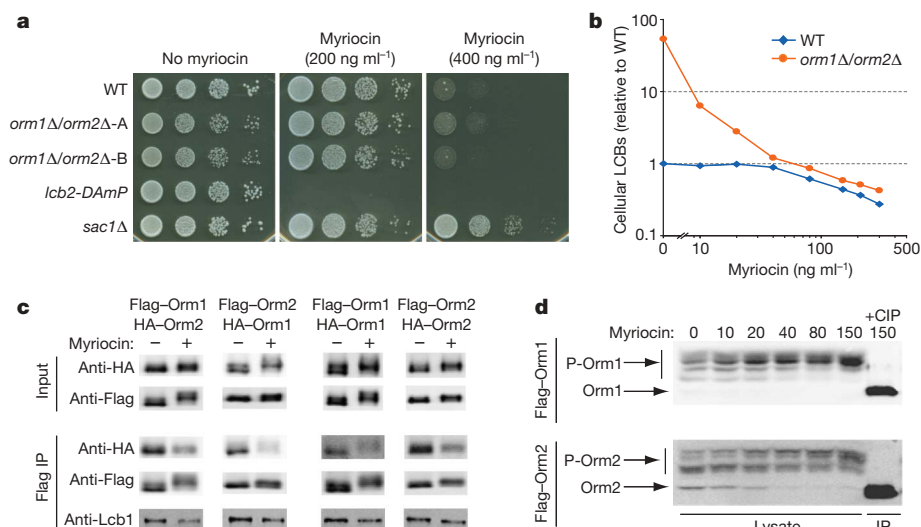 a
No myriocin
Myriocin
(200 ng ml⁻¹)
Myriocin
(400 ng ml⁻¹)
WT
orm1Δ/orm2Δ-A
orm1Δ/orm2Δ-B
lcb2-DAmP
sac1Δ
b
Cellular LCBs (relative to WT)
100
10
1
0.1
0
10
100
500
Myriocin (ng ml⁻¹)
WT
orm1Δ/orm2Δ
c
Flag–Orm1 Flag–Orm2 Flag–Orm1 Flag–Orm2
HA–Orm2 HA–Orm1 HA–Orm1 HA–Orm2
Myriocin: – + – + – + – +
Input
Anti-HA
Anti-Flag
Flag IP
Anti-HA
Anti-Flag
Anti-Lcb1
d
+CIP
Myriocin: 0 10 20 40 80 150 150
Flag–Orm1
P-Orm1
Orm1
Flag–Orm2
P-Orm2
Orm2
Lysate IP